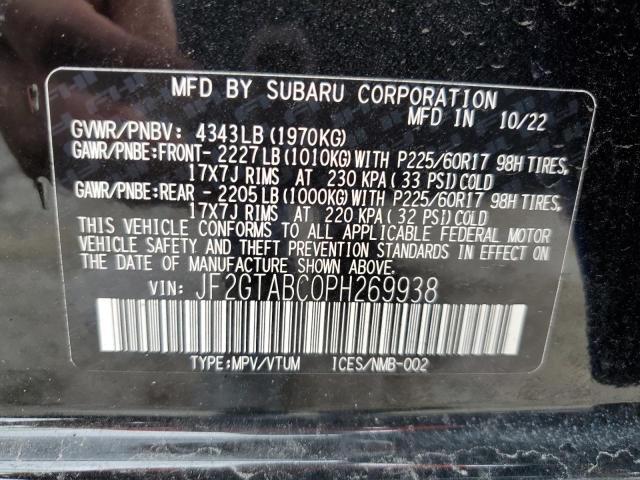 MFD BY SUBARU CORPORATION
MFD IN 10/22
GVWR/PNBV: 4343LB(1970KG)
GAWR/PNBE:FRONT-2227LB(1010KG)WITH P225/60R17 98H TIRES,
17X7J RIMS AT 230 KPA(33 PSI)COLD
GAWR/PNBE:REAR -2205LB(1000KG)WITH P225/60R17 98H TIRES,
17X7J RIMS AT 220 KPA(32 PSI)COLD
THIS VEHICLE CONFORMS TO ALL APPLICABLE FEDERAL MOTOR
VEHICLE SAFETY AND THEFT PREVENTION STANDARDS IN EFFECT ON
THE DATE OF MANUFACTURE SHOWN ABOVE.
VIN: JF2GTABC0PH269938
TYPE:MPV/VTUM ICES/NMB-002